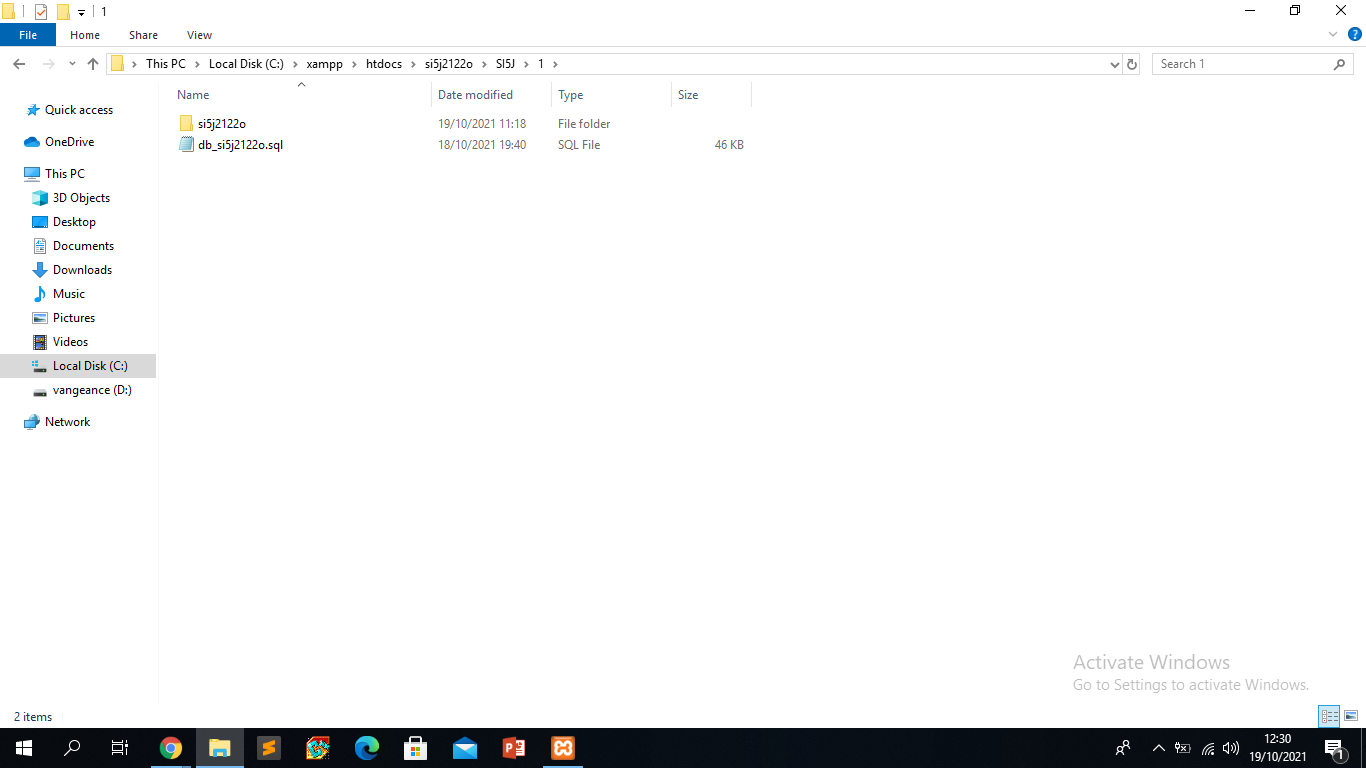 1
File Home Share View
This PC Local Disk (C:) xampp htdocs si5j2122o SI5J 1
Search 1
Name Date modified Type Size
si5j2122o 19/10/2021 11:18 File folder
db_si5j2122o.sql 18/10/2021 19:40 SQL File 46 KB
Quick access
OneDrive
This PC
3D Objects
Desktop
Documents
Downloads
Music
Pictures
Videos
Local Disk (C:)
vangeance (D:)
Network
Activate Windows
Go to Settings to activate Windows.
2 items
12:30
19/10/2021
1